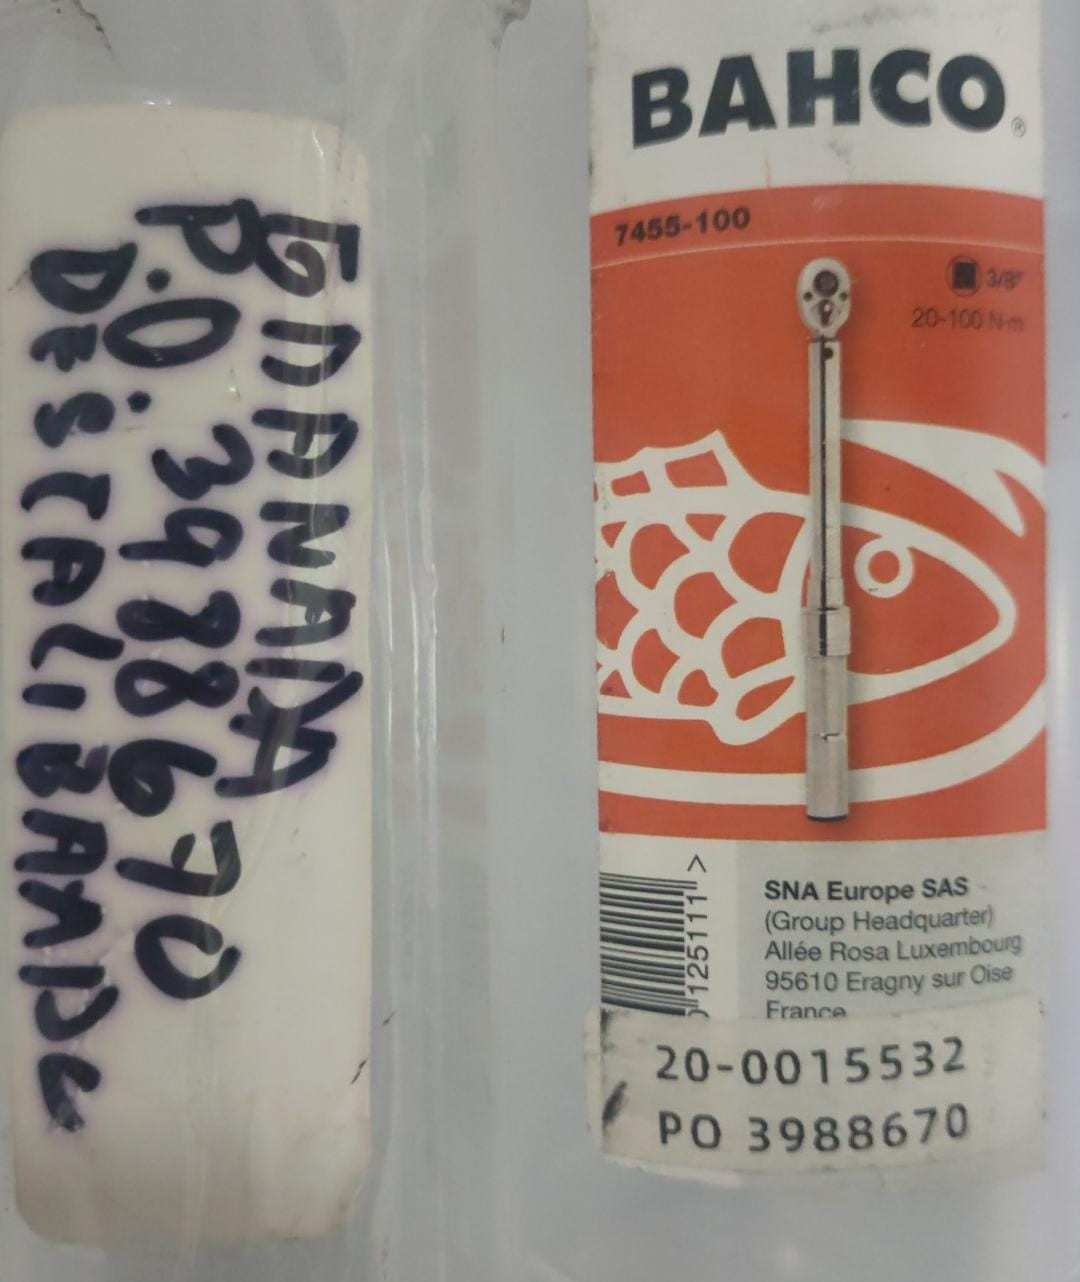 P.O. 3988670
BAHCO®
7455-100
3/8"
20-100 N·m
125111 >
SNA Europe SAS
(Group Headquarter)
Allée Rosa Luxembourg
95610 Eragny sur Oise
France
20-0015532
PO 3988670